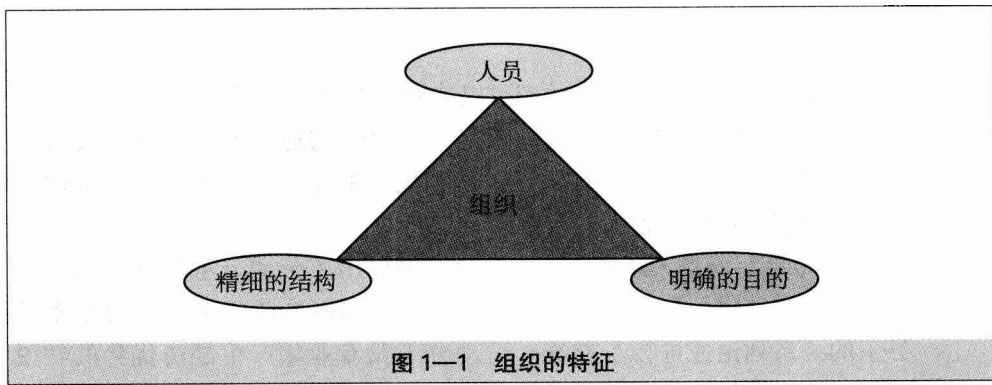 人员
组织
精细的结构
明确的目的
图 1—1 组织的特征